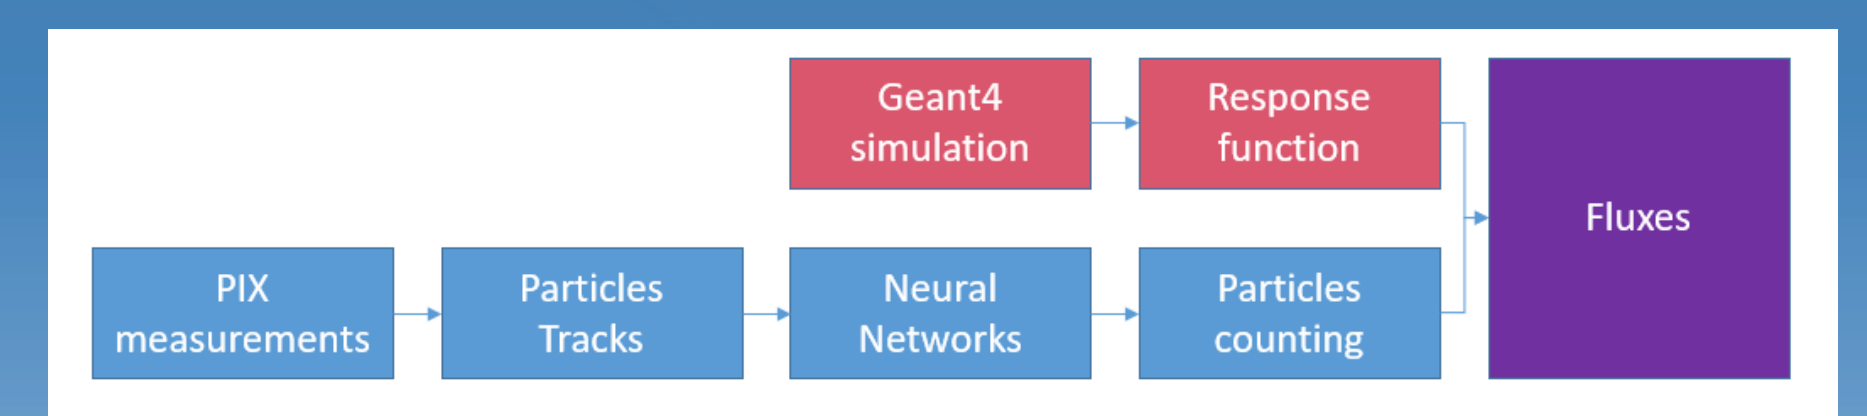 Geant4
simulation
Response
function
Fluxes
PIX
measurements
Particles
Tracks
Neural
Networks
Particles
counting